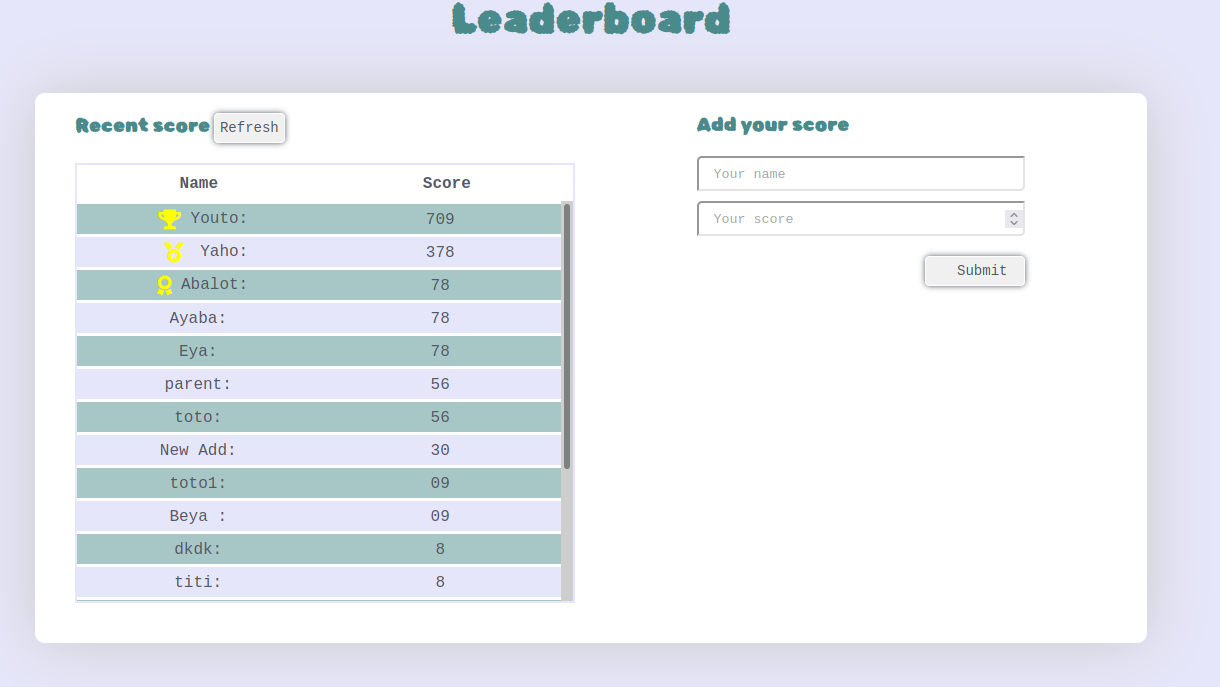 Leaderboard
Recent score Refresh
Name Score
Youto: 709
Yaho: 378
Abalot: 78
Ayaba: 78
Eya: 78
parent: 56
toto: 56
New Add: 30
toto1: 09
Beya : 09
dkdk: 8
titi: 8
Add your score
Your name
Your score
Submit